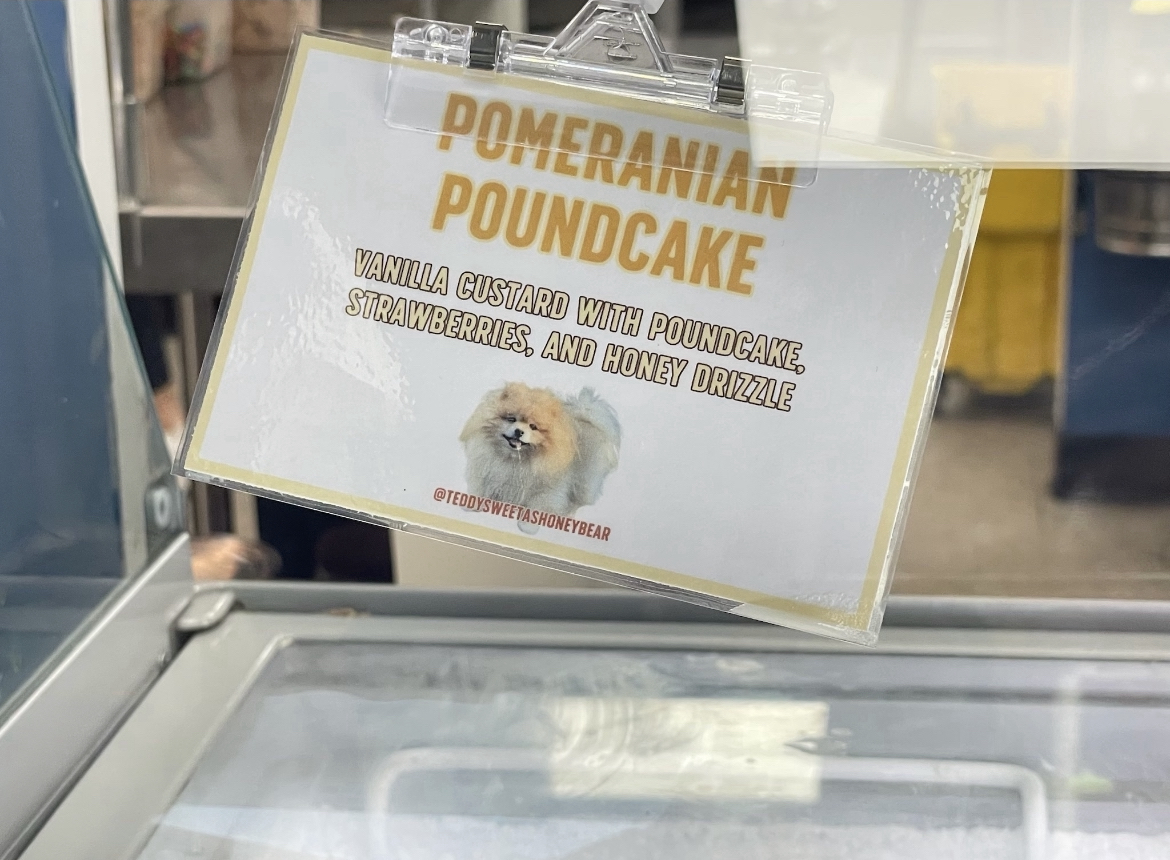 POMERANIAN
POUNDCAKE
VANILLA CUSTARD WITH POUNDCAKE,
STRAWBERRIES, AND HONEY DRIZZLE
@TEDDYSWEETASHONEYBEAR